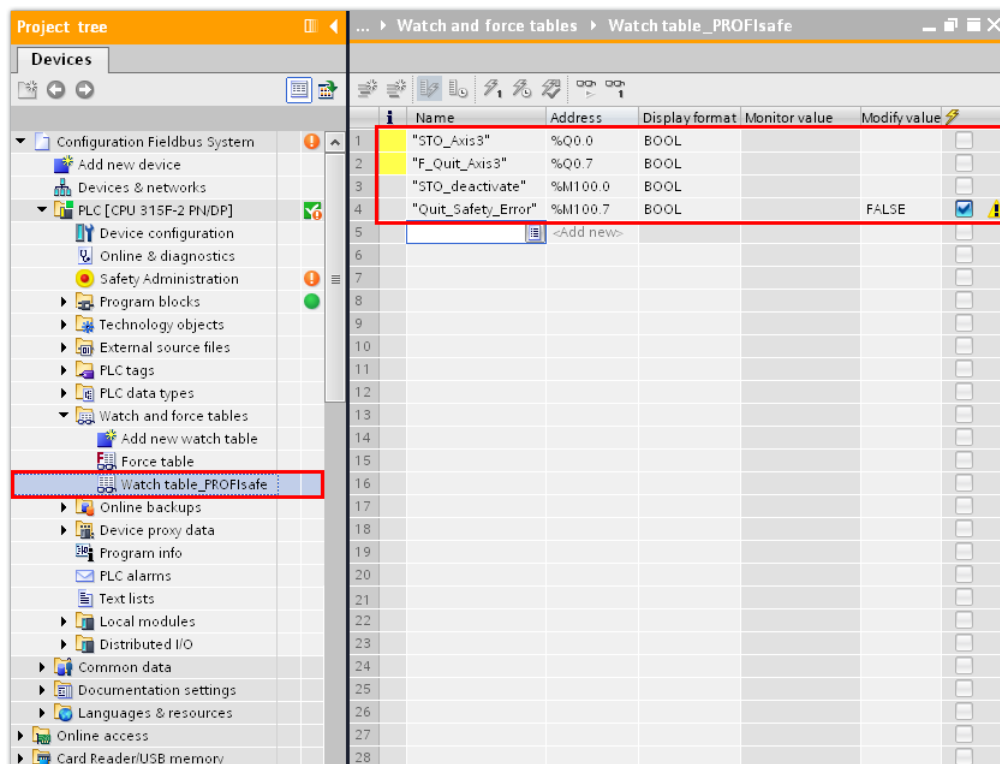 Project tree
Devices
Configuration Fieldbus System
Add new device
Devices & networks
PLC [CPU 315F-2 PN/DP]
Device configuration
Online & diagnostics
Safety Administration
Program blocks
Technology objects
External source files
PLC tags
PLC data types
Watch and force tables
Add new watch table
Force table
Watch table_PROFIsafe
Online backups
Device proxy data
Program info
PLC alarms
Text lists
Local modules
Distributed I/O
Common data
Documentation settings
Languages & resources
Online access
Card Reader/USB memory
... Watch and force tables Watch table_PROFIsafe
i Name Address Display format Monitor value Modify value
1 "STO_Axis3" %Q0.0 BOOL
2 "F_Quit_Axis3" %Q0.7 BOOL
3 "STO_deactivate" %M100.0 BOOL
4 "Quit_Safety_Error" %M100.7 BOOL FALSE
5 <Add new>
6
7
8
9
10
11
12
13
14
15
16
17
18
19
20
21
22
23
24
25
26
27
28